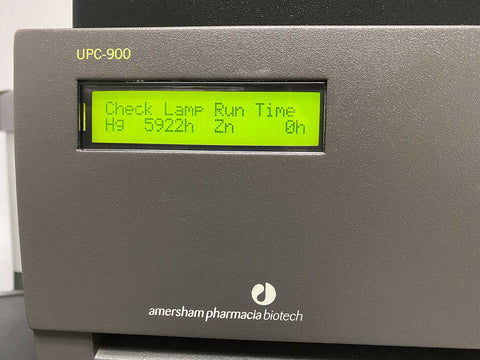 UPC-900
Check Lamp Run Time
Hg 5922h Zn 0h
amersham pharmacia biotech